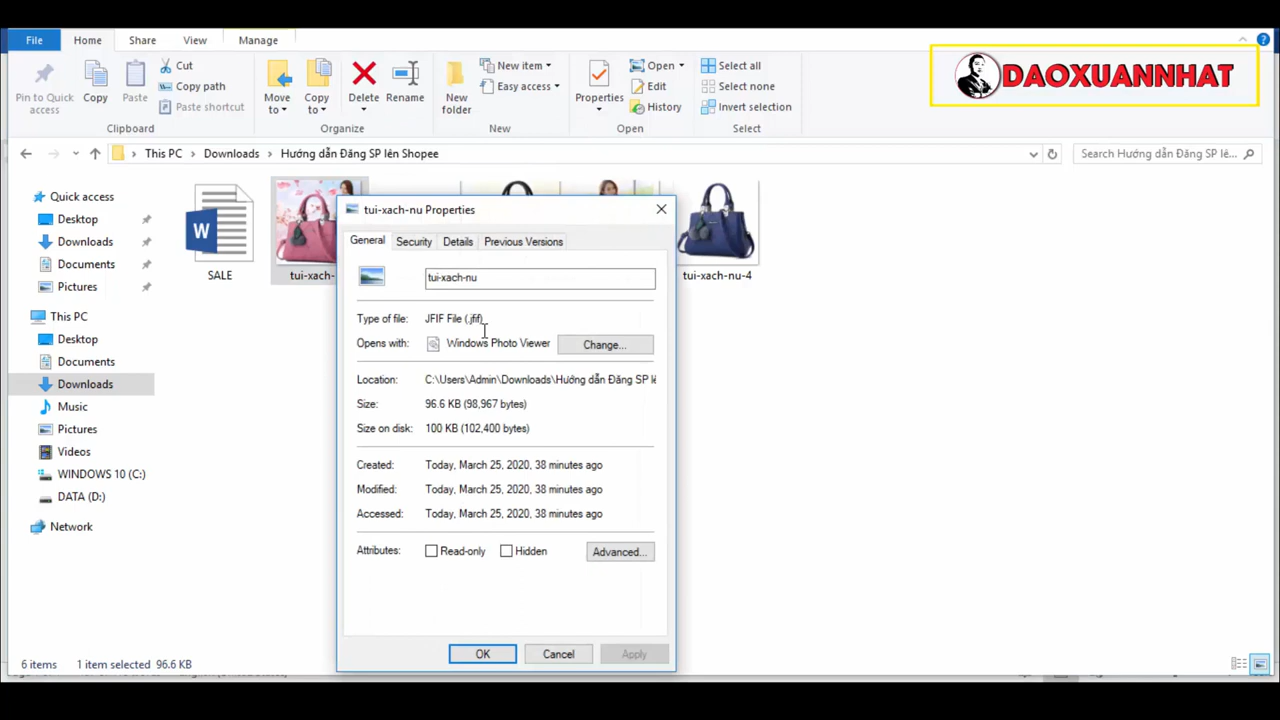 File Home Share View Manage
DAOXUANNHAT
Pin to Quick access
Copy
Paste
Cut
Copy path
Paste shortcut
Clipboard
Move to
Copy to
Delete
Rename
Organize
New folder
New item
Easy access
New
Properties
Open
Edit
History
Open
Select all
Select none
Invert selection
Select
This PC > Downloads > Hướng dẫn Đăng SP lên Shopee
Search Hướng dẫn Đăng SP lê...
Quick access
Desktop
Downloads
Documents
Pictures
This PC
Desktop
Documents
Downloads
Music
Pictures
Videos
WINDOWS 10 (C:)
DATA (D:)
Network
W
SALE
tui-xach-
tui-xach-nu-4
tui-xach-nu Properties
General Security Details Previous Versions
tui-xach-nu
Type of file: JFIF File (.jfif)
Opens with: Windows Photo Viewer Change...
Location: C:\Users\Admin\Downloads\Hướng dẫn Đăng SP lê
Size: 96.6 KB (98,967 bytes)
Size on disk: 100 KB (102,400 bytes)
Created: Today, March 25, 2020, 38 minutes ago
Modified: Today, March 25, 2020, 38 minutes ago
Accessed: Today, March 25, 2020, 38 minutes ago
Attributes: Read-only Hidden Advanced...
OK Cancel Apply
6 items 1 item selected 96.6 KB